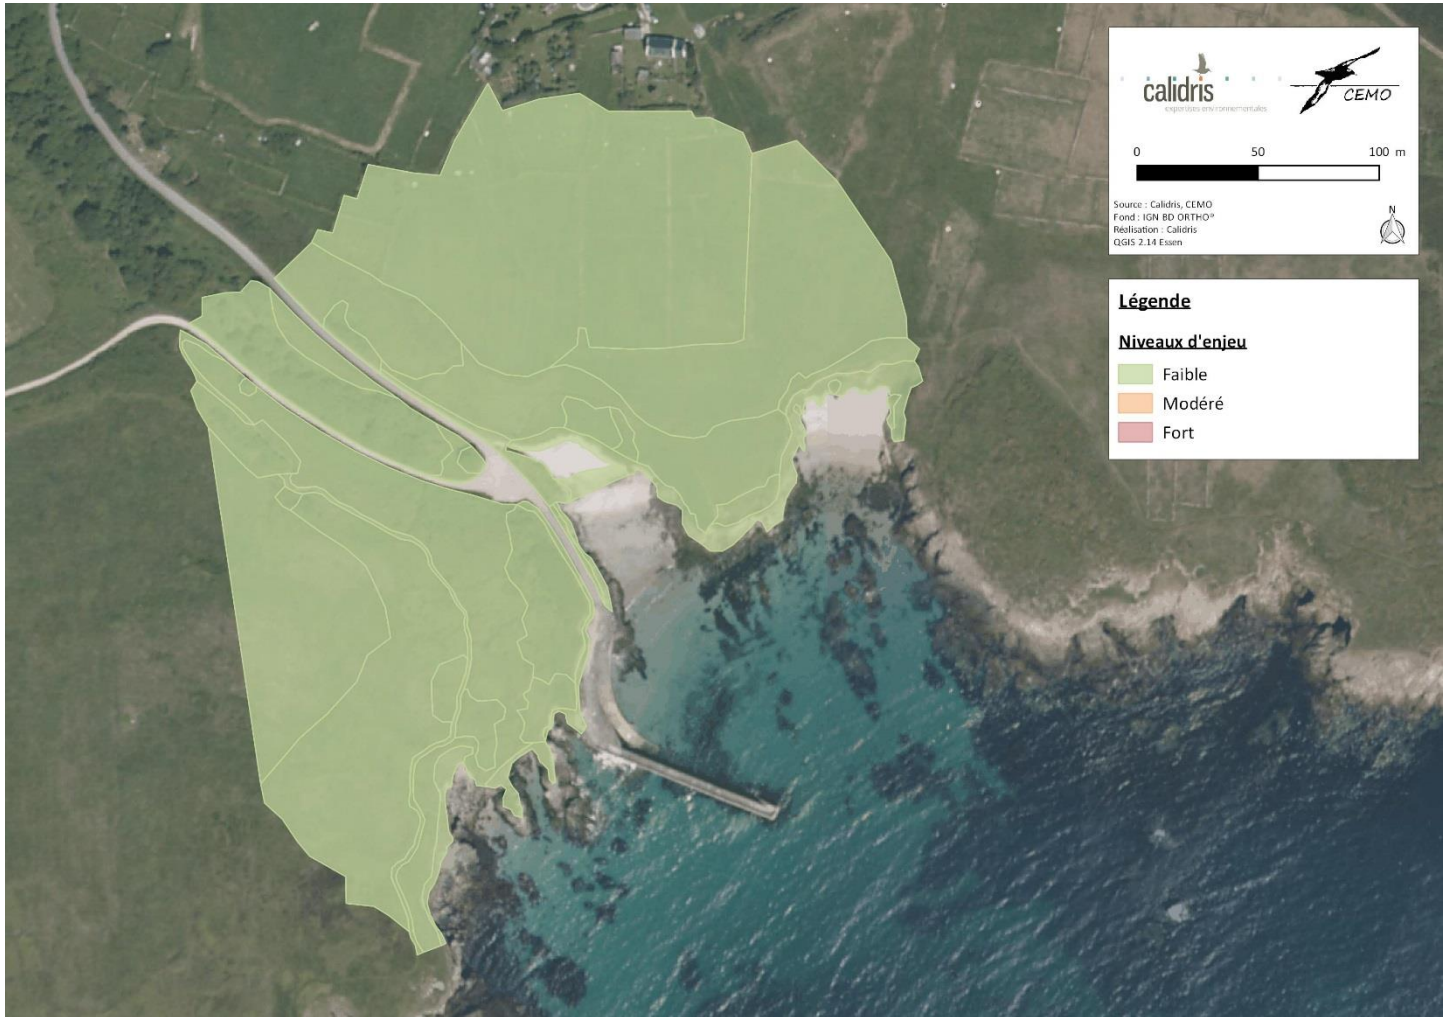 calidris
expertises environnementales
CEMO
0 50 100 m
Source : Calidris, CEMO
Fond : IGN BD ORTHO®
Réalisation : Calidris
QGIS 2.14 Essen
N
Légende
Niveaux d'enjeu
Faible
Modéré
Fort